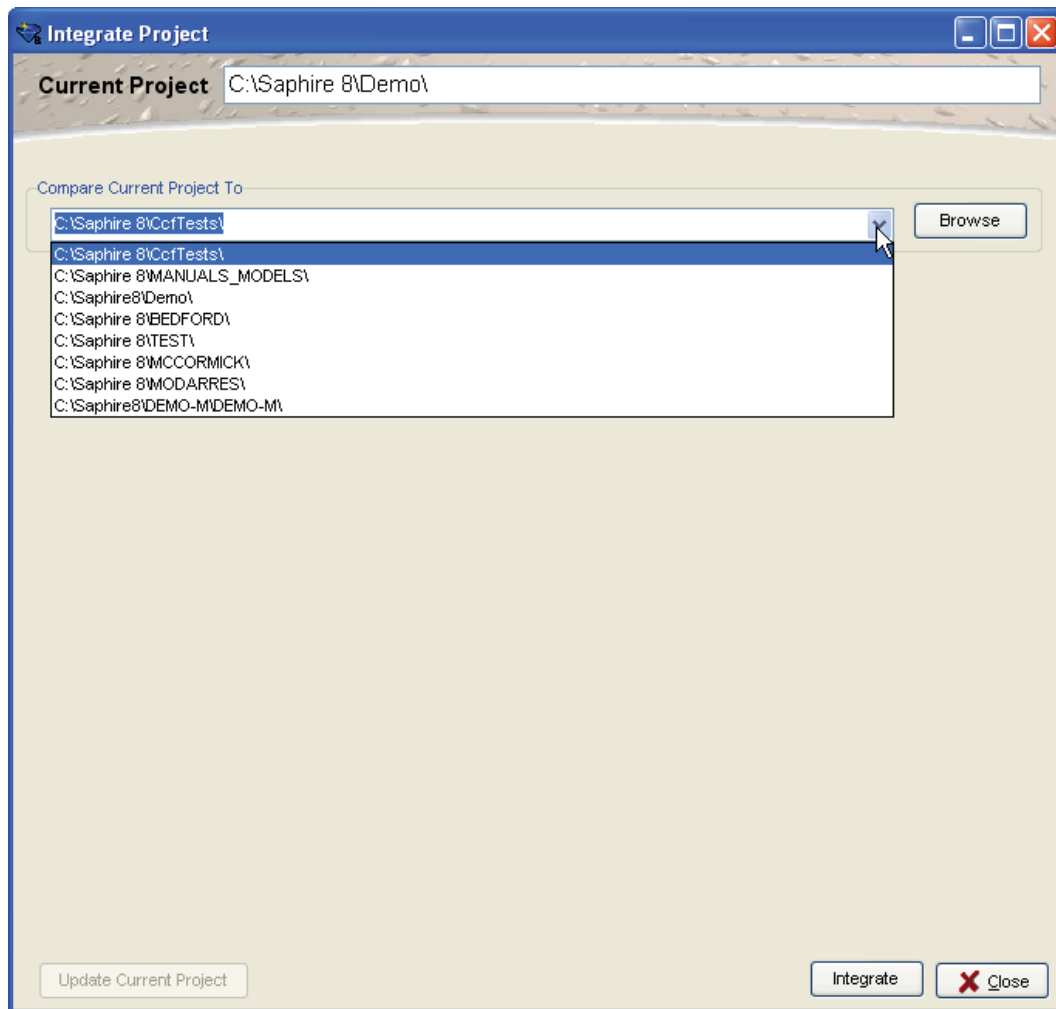 Integrate Project
Current Project C:\Saphire 8\Demo\
Compare Current Project To
C:\Saphire 8\CcfTests\ Browse
C:\Saphire 8\CcfTests\
C:\Saphire 8\MANUALS_MODELS\
C:\Saphire8\Demo\
C:\Saphire 8\BEDFORD\
C:\Saphire 8\TEST\
C:\Saphire 8\MCCORMICK\
C:\Saphire 8\MODARRES\
C:\Saphire8\DEMO-M\DEMO-M\
Update Current Project Integrate Close